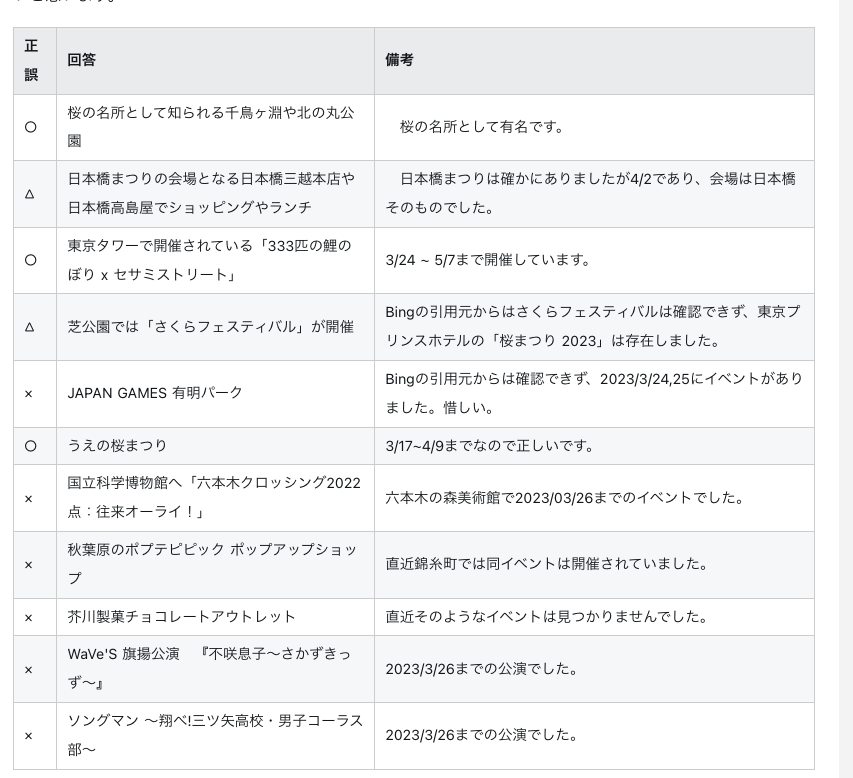 正
誤
回答
備考
○
桜の名所として知られる千鳥ヶ淵や北の丸公
園
桜の名所として有名です。
△
日本橋まつりの会場となる日本橋三越本店や
日本橋高島屋でショッピングやランチ
日本橋まつりは確かにありましたが4/2であり、会場は日本橋
そのものでした。
○
東京タワーで開催されている「333匹の鯉の
ぼり x セサミストリート」
3/24 ~ 5/7まで開催しています。
△
芝公園では「さくらフェスティバル」が開催
Bingの引用元からはさくらフェスティバルは確認できず、東京プ
リンスホテルの「桜まつり 2023」は存在しました。
×
JAPAN GAMES 有明パーク
Bingの引用元からは確認できず、2023/3/24,25にイベントがあり
ました。惜しい。
○
うえの桜まつり
3/17~4/9までなので正しいです。
×
国立科学博物館へ「六本木クロッシング2022
点：往来オーライ！」
六本木の森美術館で2023/03/26までのイベントでした。
×
秋葉原のポプテピピック ポップアップショッ
プ
直近錦糸町では同イベントは開催されていました。
×
芥川製菓チョコレートアウトレット
直近そのようなイベントは見つかりませんでした。
×
WaVe'S 旗揚公演　『不咲息子〜さかずきっ
ず〜』
2023/3/26までの公演でした。
×
ソングマン 〜翔べ!三ツ矢高校・男子コーラス
部〜
2023/3/26までの公演でした。